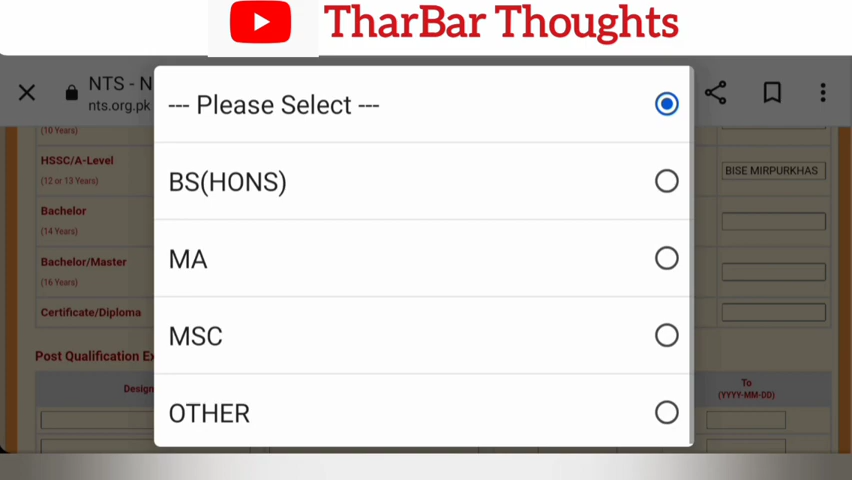 TharBar Thoughts
NTS - N
nts.org.pk
--- Please Select ---
BS(HONS)
MA
MSC
OTHER
(10 Years)
HSSC/A-Level
(12 or 13 Years)
BISE MIRPURKHAS
Bachelor
(14 Years)
Bachelor/Master
(16 Years)
Certificate/Diploma
Post Qualification Ex
Design
To
(YYYY-MM-DD)